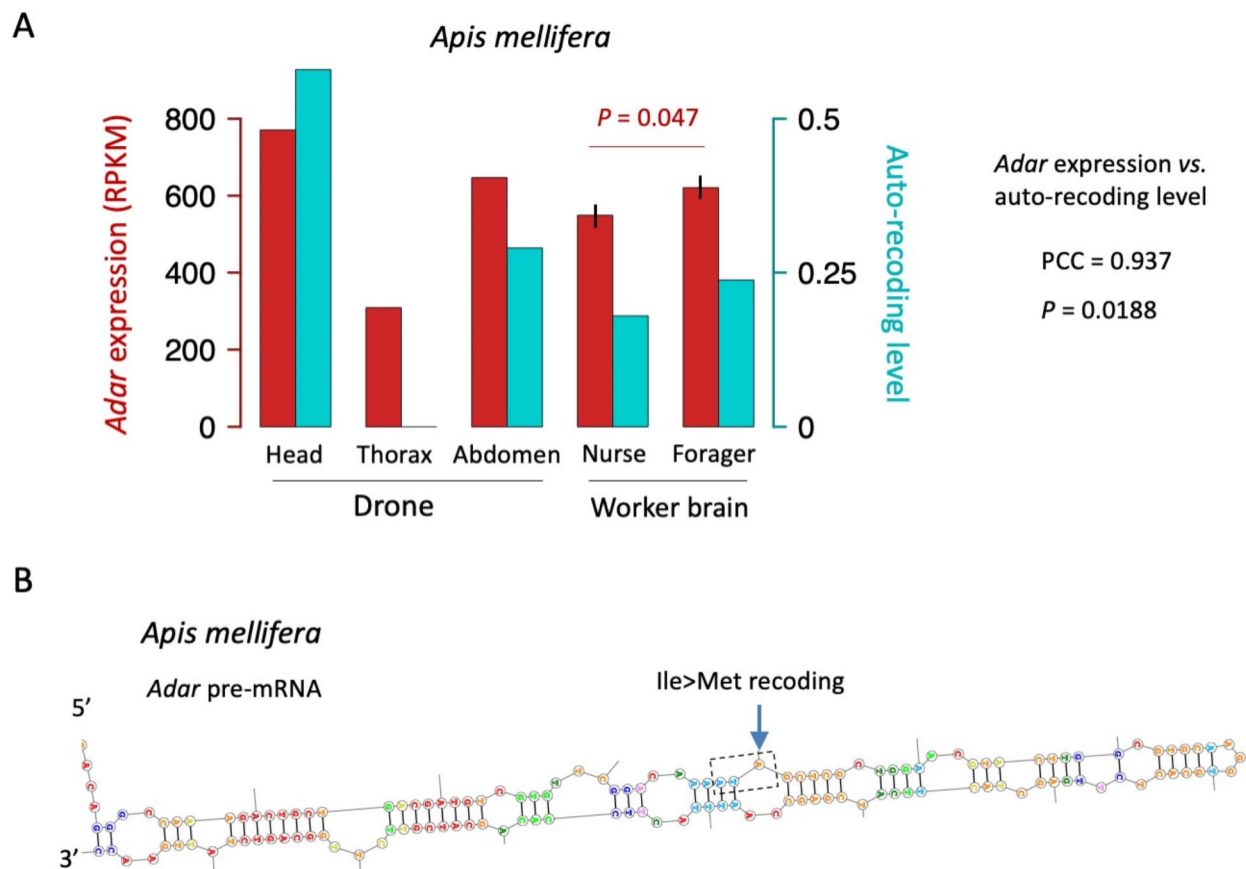 A
Apis mellifera
Adar expression (RPKM)
800
600
400
200
0
P = 0.047
0.5
0.25
0
Auto-recoding level
Head
Thorax
Abdomen
Nurse
Forager
Drone
Worker brain
Adar expression vs.
auto-recoding level
PCC = 0.937
P = 0.0188
B
Apis mellifera
Adar pre-mRNA
Ile>Met recoding
5’
3’